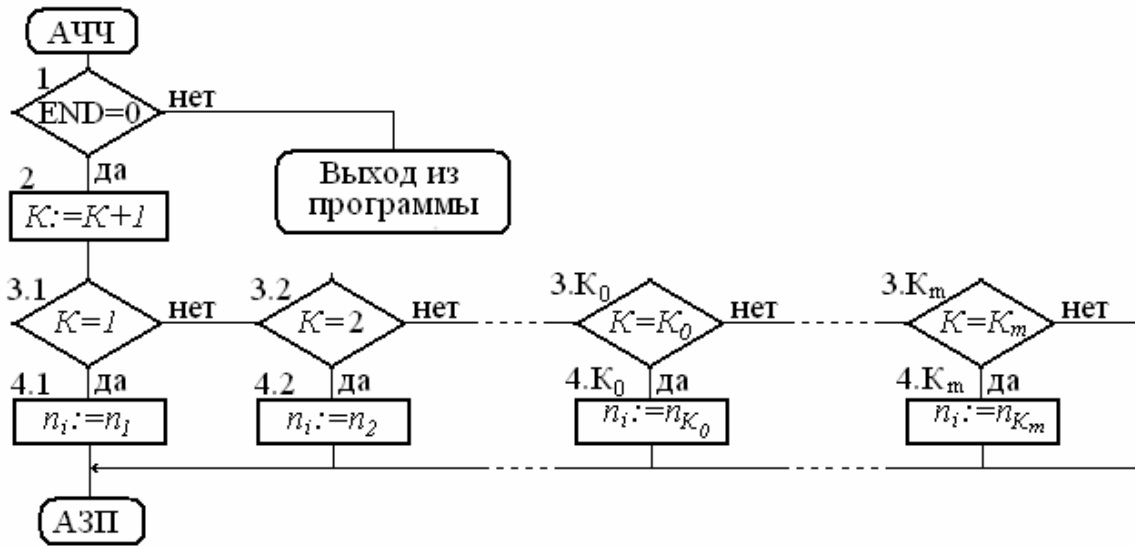 АЧЧ
1
END=0
нет
да
Выход из
программы
2
K:=K+1
3.1
K=1
нет
3.2
K=2
нет
3.K₀
K=K₀
нет
3.Kₘ
K=Kₘ
нет
4.1
да
nᵢ:=n₁
4.2
да
nᵢ:=n₂
4.K₀
да
nᵢ:=n_K₀
4.Kₘ
да
nᵢ:=n_Kₘ
АЗП